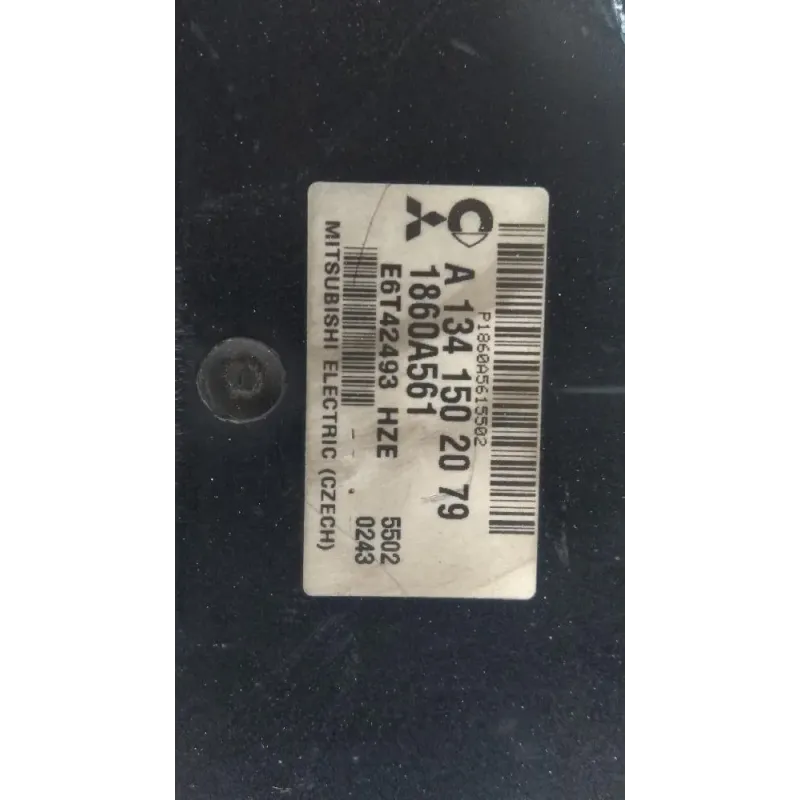 P1860A5615502
A 134 150 20 79
1860A561
E6T42493 HZE 5502
0243
MITSUBISHI ELECTRIC (CZECH)